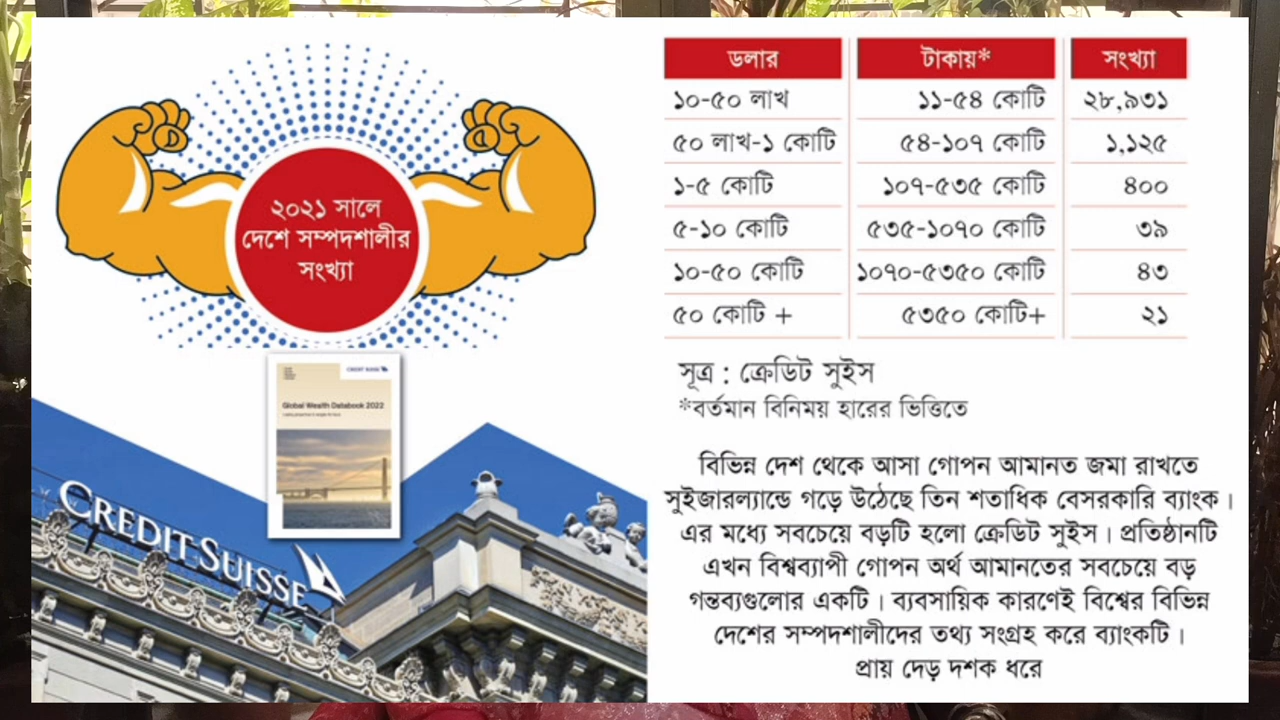 ২০২১ সালে
দেশে সম্পদশালীর
সংখ্যা
CREDIT SUISSE
Global Wealth Databook 2022
CREDIT SUISSE
ডলার টাকায়* সংখ্যা
১০-৫০ লাখ ১১-৫৪ কোটি ২৮,৯৩১
৫০ লাখ-১ কোটি ৫৪-১০৭ কোটি ১,১২৫
১-৫ কোটি ১০৭-৫৩৫ কোটি ৪০০
৫-১০ কোটি ৫৩৫-১০৭০ কোটি ৩৯
১০-৫০ কোটি ১০৭০-৫৩৫০ কোটি ৪৩
৫০ কোটি + ৫৩৫০ কোটি+ ২১
সূত্র : ক্রেডিট সুইস
*বর্তমান বিনিময় হারের ভিত্তিতে
বিভিন্ন দেশ থেকে আসা গোপন আমানত জমা রাখতে
সুইজারল্যান্ডে গড়ে উঠেছে তিন শতাধিক বেসরকারি ব্যাংক।
এর মধ্যে সবচেয়ে বড়টি হলো ক্রেডিট সুইস। প্রতিষ্ঠানটি
এখন বিশ্বব্যাপী গোপন অর্থ আমানতের সবচেয়ে বড়
গন্তব্যগুলোর একটি। ব্যবসায়িক কারণেই বিশ্বের বিভিন্ন
দেশের সম্পদশালীদের তথ্য সংগ্রহ করে ব্যাংকটি।
প্রায় দেড় দশক ধরে